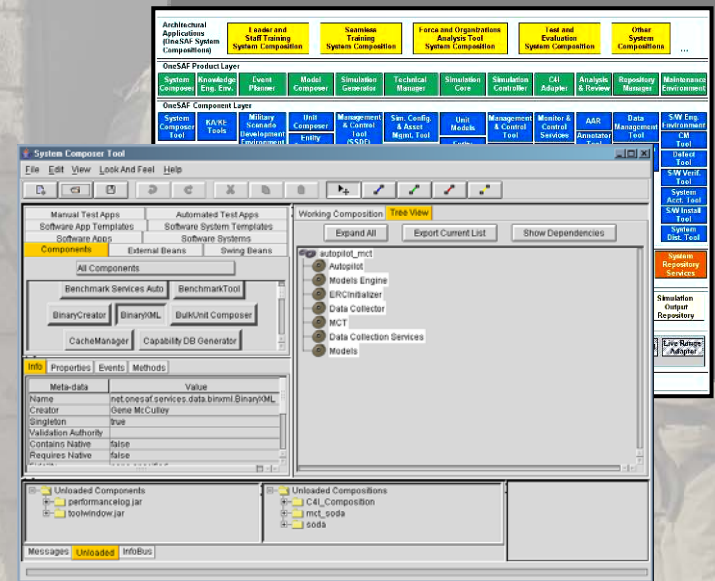 Architectural Applications (OneSAF System Compositions)
Leader and Staff Training System Composition
Seamless Training System Composition
Force and Organizations Analysis Tool System Composition
Test and Evaluation System Composition
Other System Compositions
...
OneSAF Product Layer
System Composer
Knowledge Eng. Env.
Event Planner
Model Composer
Simulation Generator
Technical Manager
Simulation Core
Simulation Controller
C4I Adapter
Analysis & Review
Repository Manager
Maintenance Environment
OneSAF Component Layer
System Composer Tool
KA/KE Tools
Military Scenario Development Environment
Unit Composer
Entity
Management & Control Tool (SSDE)
Sim. Config. & Asset Mgmt. Tool
Unit Models
Entity
Management & Control Tool
Monitor & Control Services
AAR
Annotator Tool
Data Management Tool
S/W Eng. Environment
CM Tool
Defect Tool
S/W Verif. Tool
System Acct. Tool
S/W Install Tool
System Dist. Tool
System Repository Services
Simulation Output Repository
Live Range Adapter
System Composer Tool
File Edit View Look And Feel Help
Manual Test Apps Automated Test Apps
Software App Templates Software System Templates
Software Apps Software Systems
Components External Beans Swing Beans
All Components
Benchmark Services Auto BenchmarkTool
BinaryCreator BinaryXML BulkUnit Composer
CacheManager Capability DB Generator
Info Properties Events Methods
Meta-data Value
Name net.onesaf.services.data.binxml.BinaryXML
Creator Gene McCulley
Singleton true
Validation Authority
Contains Native false
Requires Native false
Working Composition Tree View
Expand All Export Current List Show Dependencies
autopilot_mct
Autopilot
Models Engine
ERCInitializer
Data Collector
MCT
Data Collection Services
Models
Unloaded Components
performancelog.jar
toolwindow.jar
Unloaded Compositions
C4I_Composition
mct_soda
soda
Messages Unloaded InfoBus